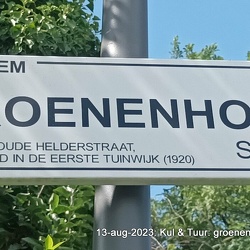 EM
ROENENHO
S
OUDE HELDERSTRAAT,
D IN DE EERSTE TUINWIJK (1920)
13-aug-2023: Kul & Tuur. groenen